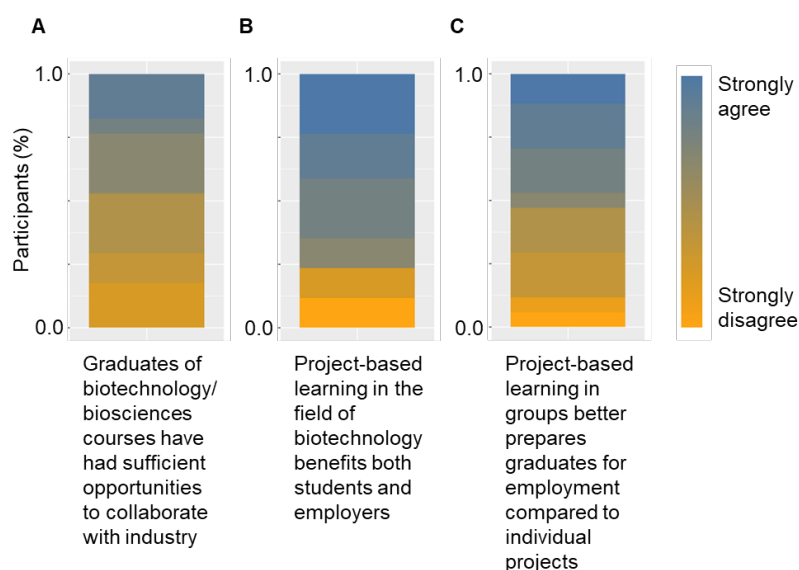 A
B
C
1.0
0.0
Participants (%)
1.0
0.0
1.0
0.0
Strongly
agree
Strongly
disagree
Graduates of
biotechnology/
biosciences
courses have
had sufficient
opportunities
to collaborate
with industry
Project-based
learning in the
field of
biotechnology
benefits both
students and
employers
Project-based
learning in
groups better
prepares
graduates for
employment
compared to
individual
projects